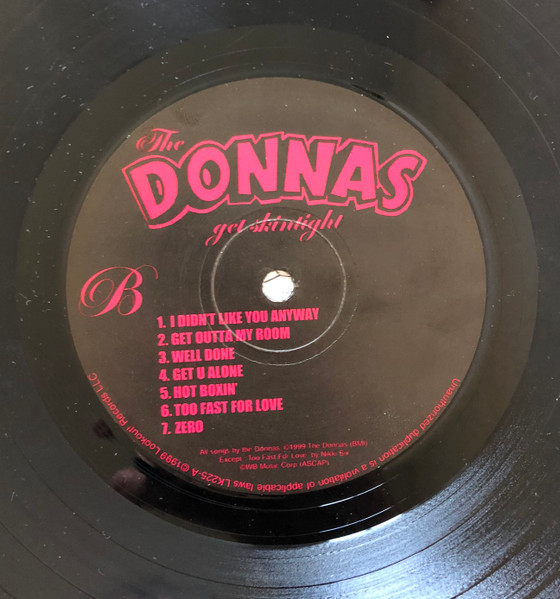 The
DONNAS
get skintight
B
1. I DIDN'T LIKE YOU ANYWAY
2. GET OUTTA MY ROOM
3. WELL DONE
4. GET U ALONE
5. HOT BOXIN'
6. TOO FAST FOR LOVE
7. ZERO
All songs by the Donnas ©1999 The Donnas (BMI)
Except "Too Fast For Love" by Nikki Six
©WB Music Corp (ASCAP)
Unauthorized duplication is a violation of applicable laws LK225-A ©1999 Lookout! Records LLC